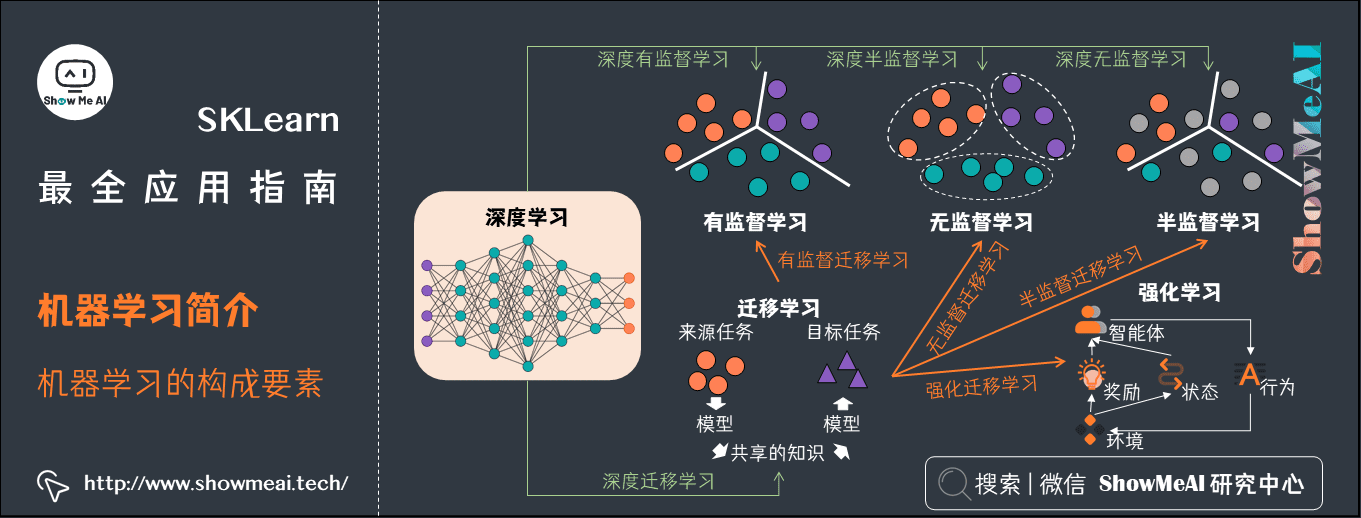 Show Me AI
SKLearn
最全应用指南
机器学习简介
机器学习的构成要素
http://www.showmeai.tech/
深度有监督学习
深度半监督学习
深度无监督学习
ShowMeAI
深度学习
有监督学习
无监督学习
半监督学习
有监督迁移学习
无监督迁移学习
半监督迁移学习
强化迁移学习
迁移学习
来源任务
目标任务
模型
模型
共享的知识
深度迁移学习
强化学习
智能体
奖励
状态
A
行为
环境
搜索 | 微信 ShowMeAI 研究中心